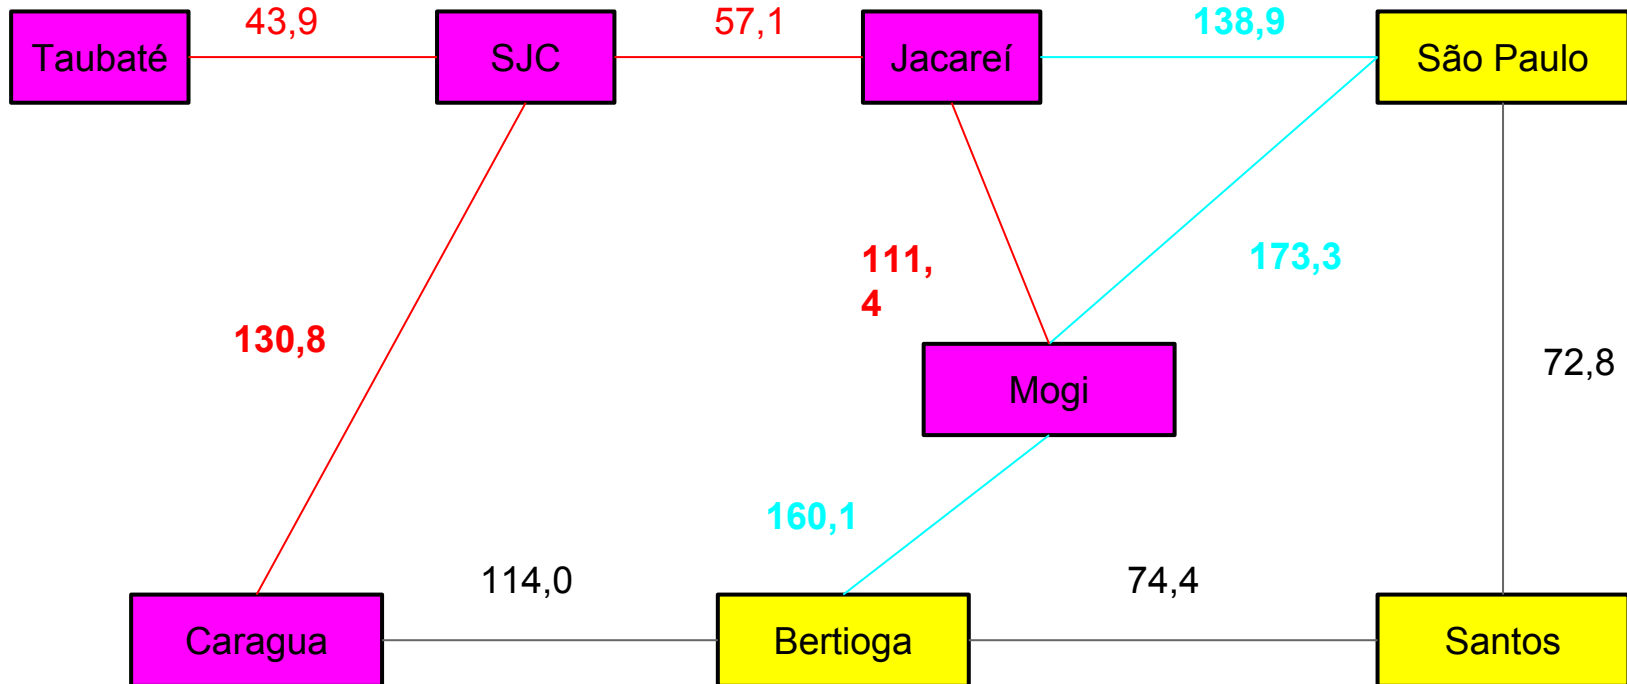 43,9
57,1
138,9
Taubaté
SJC
Jacareí
São Paulo
111,
4
173,3
130,8
72,8
Mogi
160,1
114,0
74,4
Caragua
Bertioga
Santos